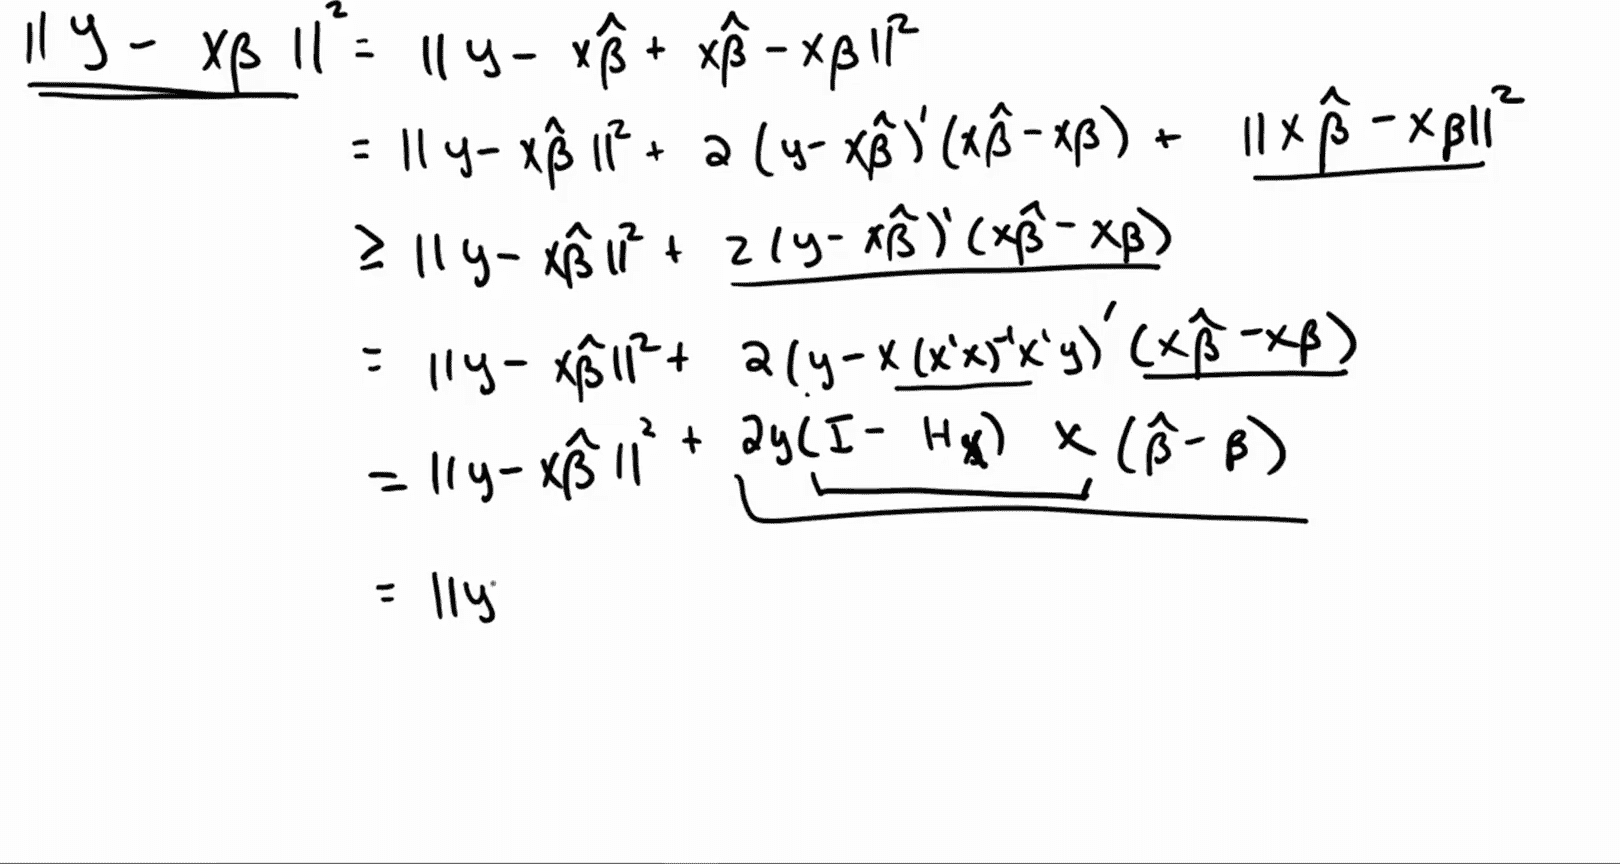 ||y - xβ||² = ||y - xβ̂ + xβ̂ - xβ||²
= ||y - xβ̂||² + 2(y - xβ̂)'(xβ̂ - xβ) + ||xβ̂ - xβ||²
≥ ||y - xβ̂||² + 2(y - xβ̂)'(xβ̂ - xβ)
= ||y - xβ̂||² + 2(y - x(x'x)⁻¹x'y)'(xβ̂ - xβ)
= ||y - xβ̂||² + 2y(I - Hₓ) x (β̂ - β)
= ||y